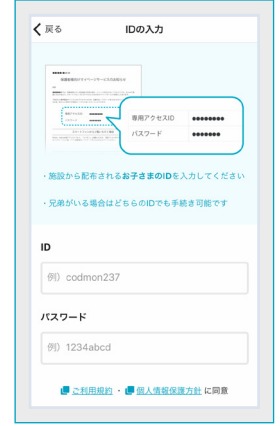 戻る
IDの入力
専用アクセスID ●●●●●●●●
パスワード ●●●●●●●
・施設から配布されるお子さまのIDを入力してください
・兄弟がいる場合はどちらのIDでも手続き可能です
ID
例）codmon237
パスワード
例）1234abcd
ご利用規約 ・ 個人情報保護方針 に同意